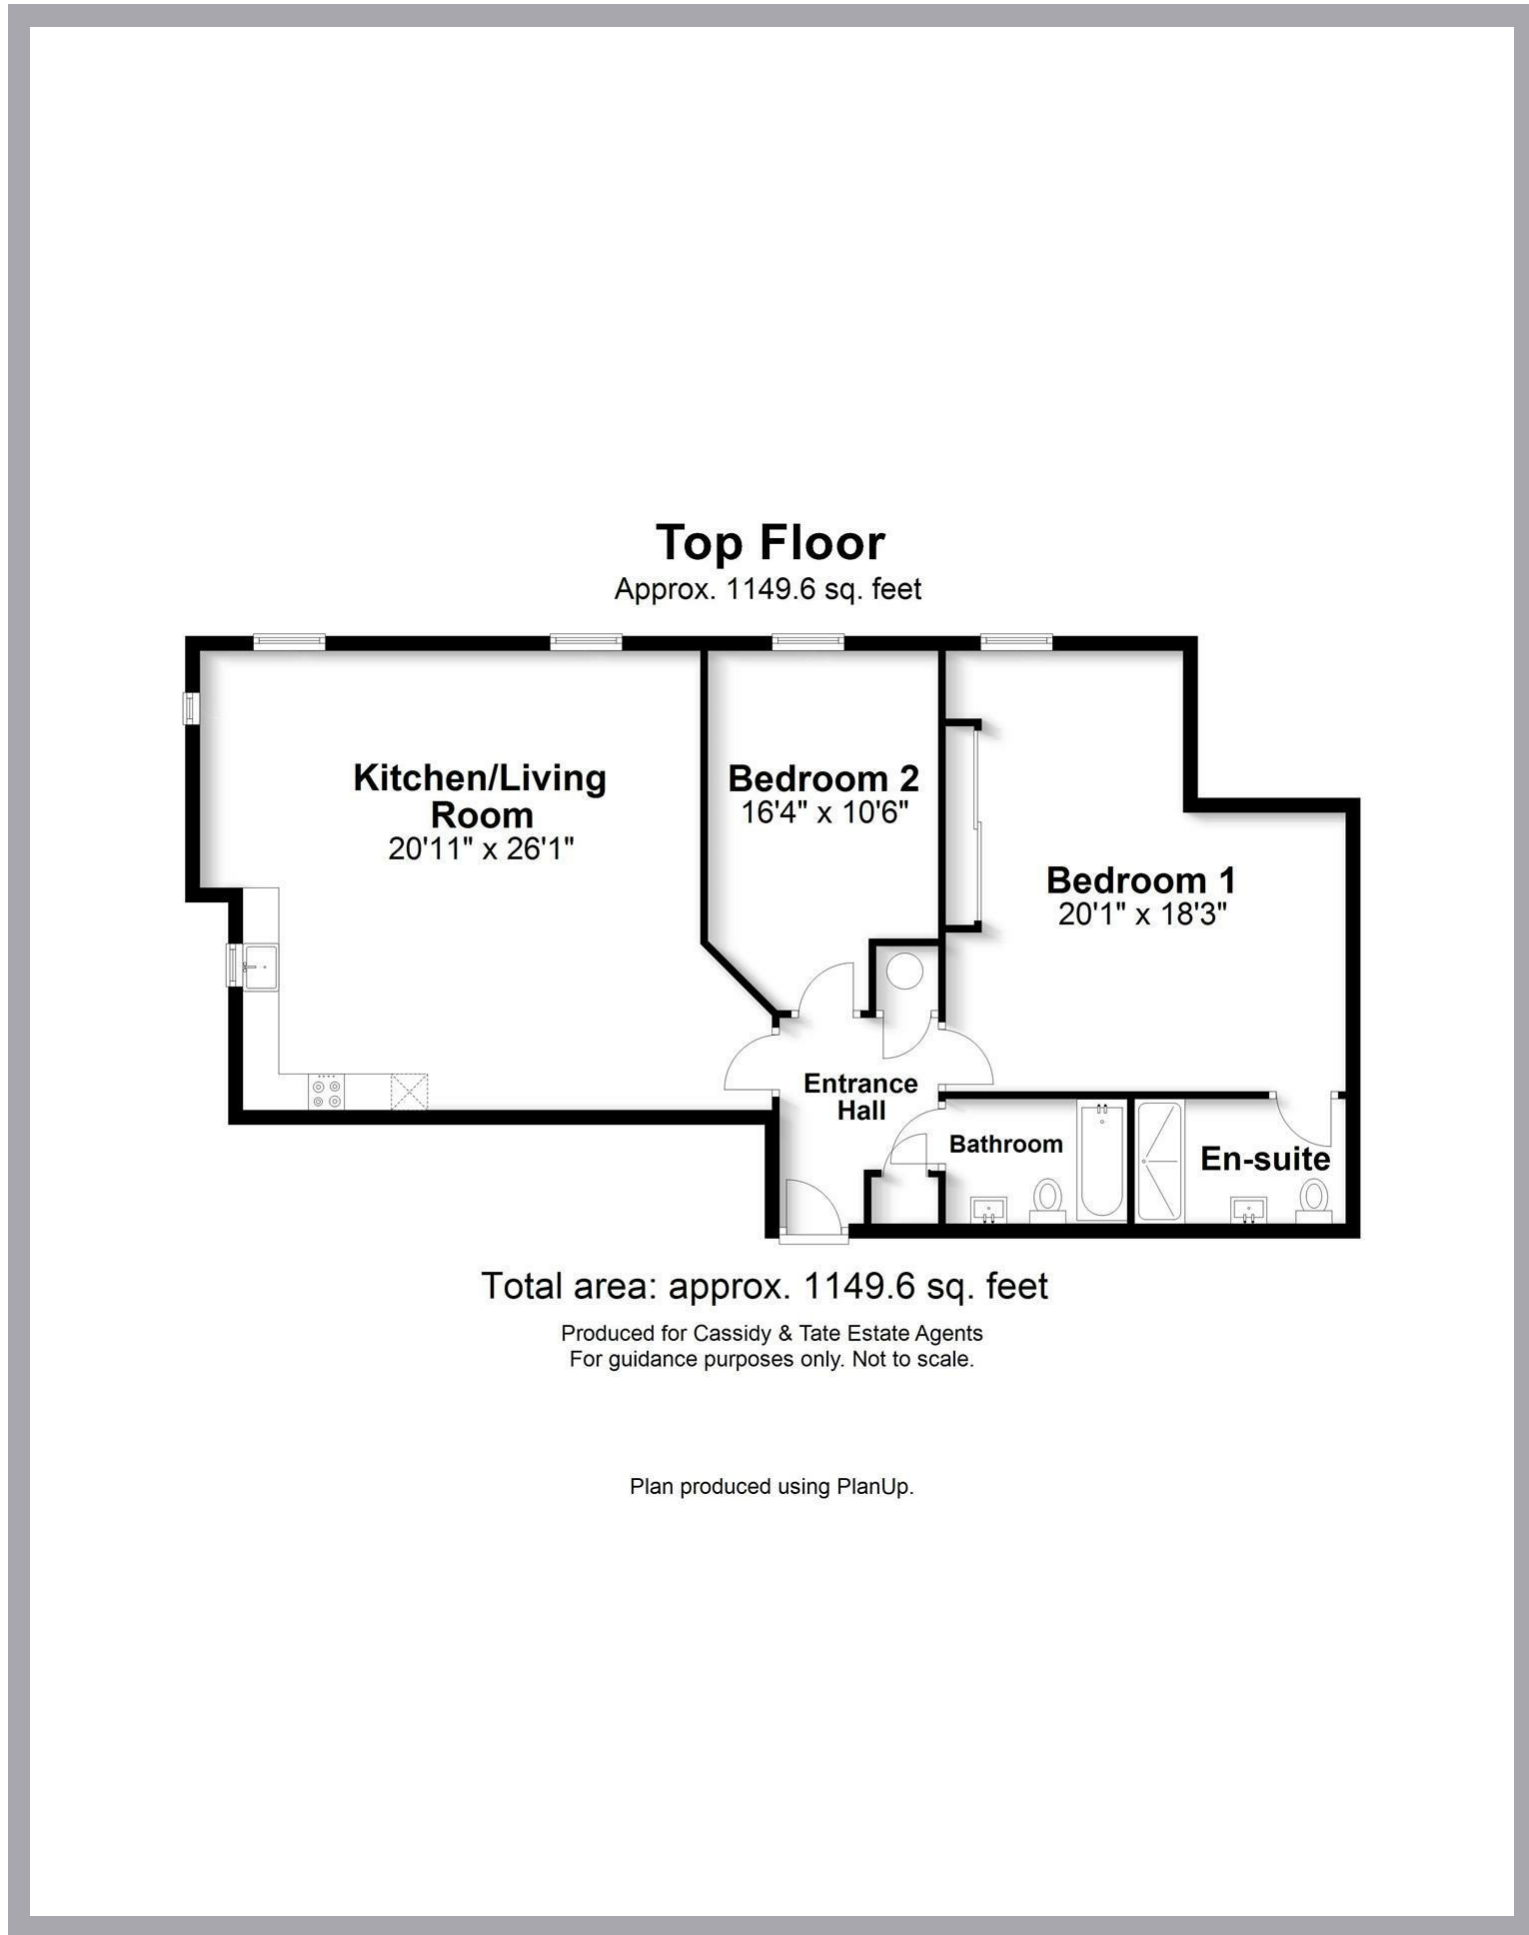 Top Floor
Approx. 1149.6 sq. feet
Kitchen/Living
Room
20'11" x 26'1"
Bedroom 2
16'4" x 10'6"
Bedroom 1
20'1" x 18'3"
Entrance
Hall
Bathroom
En-suite
Total area: approx. 1149.6 sq. feet
Produced for Cassidy & Tate Estate Agents
For guidance purposes only. Not to scale.
Plan produced using PlanUp.